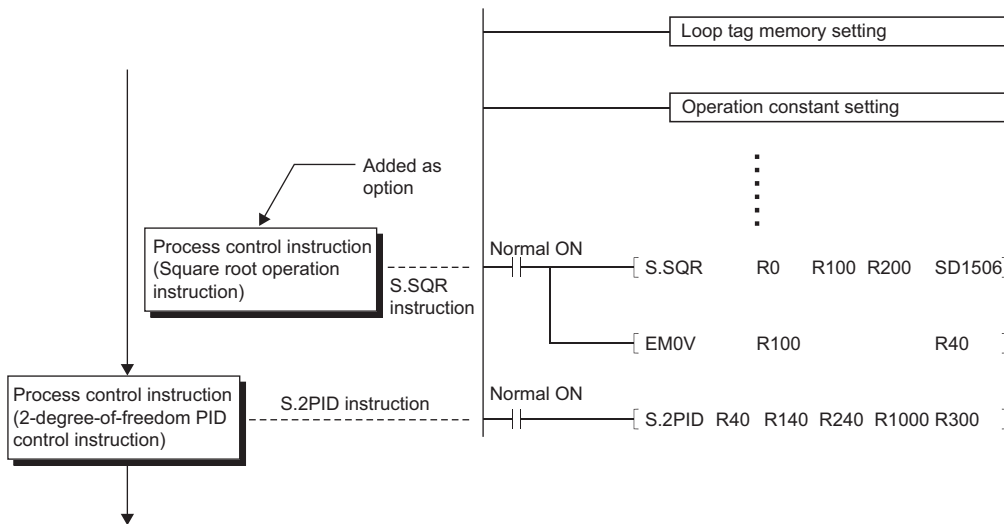 Loop tag memory setting
Operation constant setting
Added as
option
Process control instruction
(Square root operation
instruction)
S.SQR
instruction
Normal ON
S.SQR R0 R100 R200 SD1506
EM0V R100 R40
Process control instruction
(2-degree-of-freedom PID
control instruction)
S.2PID instruction
Normal ON
S.2PID R40 R140 R240 R1000 R300